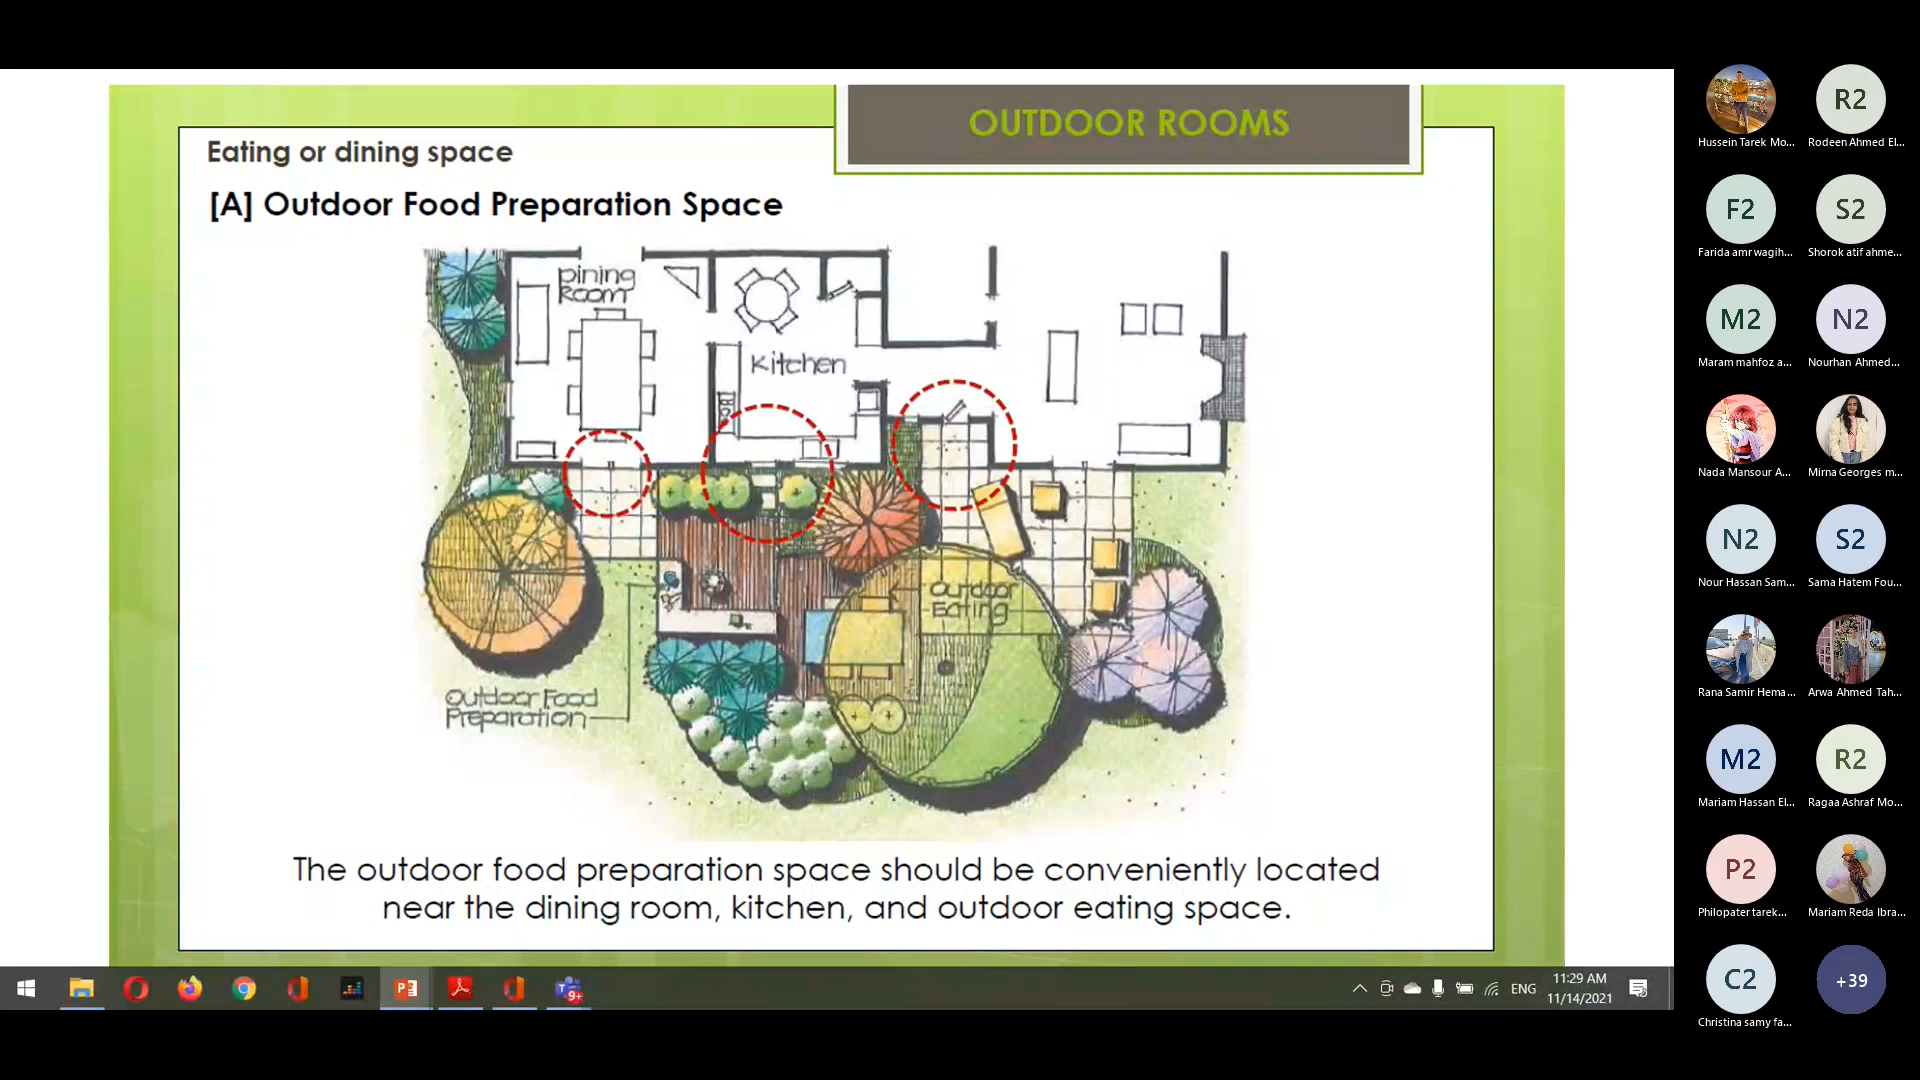 OUTDOOR ROOMS
Eating or dining space
[A] Outdoor Food Preparation Space
Dining
Room
Kitchen
Outdoor
Eating
Outdoor Food
Preparation
The outdoor food preparation space should be conveniently located
near the dining room, kitchen, and outdoor eating space.
R2
Hussein Tarek Mo...
Rodeen Ahmed El...
F2
S2
Farida amr wagih...
Shorok atif ahme...
M2
N2
Maram mahfoz a...
Nourhan Ahmed...
Nada Mansour A...
Mirna Georges m...
N2
S2
Nour Hassan Sam...
Sama Hatem Fou...
Rana Samir Hema...
Arwa Ahmed Tah...
M2
R2
Mariam Hassan El...
Ragaa Ashraf Mo...
P2
Philopater tarek...
Mariam Reda Ibra...
C2
+39
Christina samy fa...
9+
ENG
11:29 AM
11/14/2021